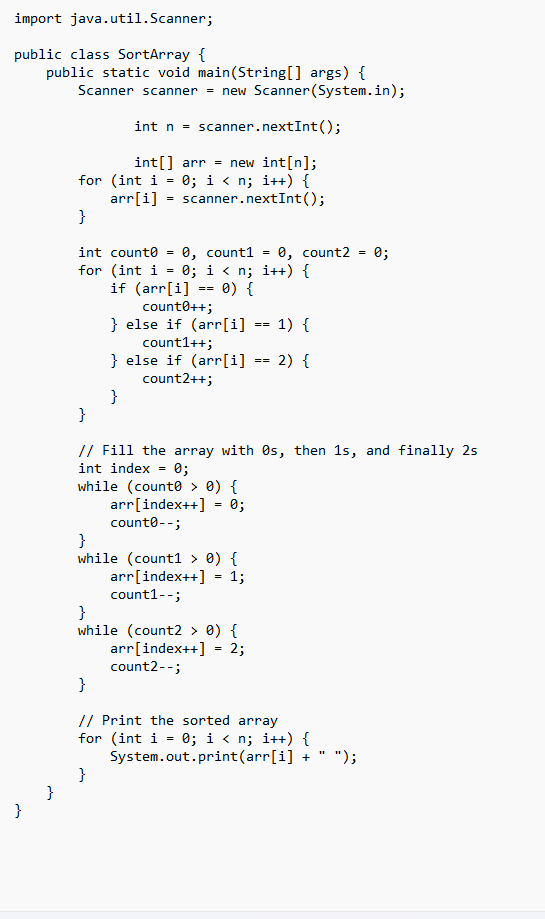 import java.util.Scanner;

public class SortArray {
    public static void main(String[] args) {
        Scanner scanner = new Scanner(System.in);

               int n = scanner.nextInt();

               int[] arr = new int[n];
        for (int i = 0; i < n; i++) {
            arr[i] = scanner.nextInt();
        }

        int count0 = 0, count1 = 0, count2 = 0;
        for (int i = 0; i < n; i++) {
            if (arr[i] == 0) {
                count0++;
            } else if (arr[i] == 1) {
                count1++;
            } else if (arr[i] == 2) {
                count2++;
            }
        }

        // Fill the array with 0s, then 1s, and finally 2s
        int index = 0;
        while (count0 > 0) {
            arr[index++] = 0;
            count0--;
        }
        while (count1 > 0) {
            arr[index++] = 1;
            count1--;
        }
        while (count2 > 0) {
            arr[index++] = 2;
            count2--;
        }

        // Print the sorted array
        for (int i = 0; i < n; i++) {
            System.out.print(arr[i] + " ");
        }
    }
}